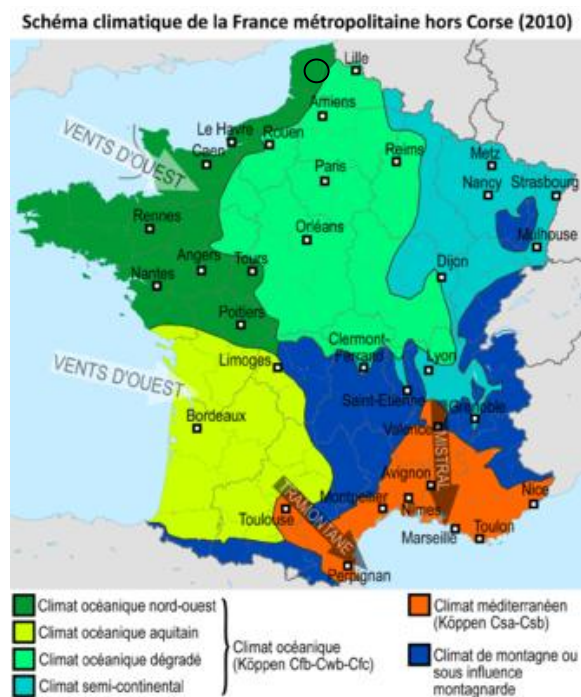 Schéma climatique de la France métropolitaine hors Corse (2010)
Lille
Amiens
Le Havre
Rouen
Caen
VENTS D'OUEST
Reims
Metz
Paris
Nancy
Strasbourg
Rennes
Orléans
Mulhouse
Angers
Tours
Nantes
Dijon
Poitiers
Limoges
Clermont-
Ferrand
Lyon
VENTS D'OUEST
Saint-Etienne
Grenoble
Bordeaux
Valence
MISTRAL
Avignon
Montpellier
Nîmes
Nice
TRAMONTANE
Toulouse
Marseille
Toulon
Perpignan
Climat océanique nord-ouest
Climat océanique aquitain
Climat océanique dégradé
Climat semi-continental
Climat océanique
(Köppen Cfb-Cwb-Cfc)
Climat méditerranéen
(Köppen Csa-Csb)
Climat de montagne ou
sous influence
montagnarde